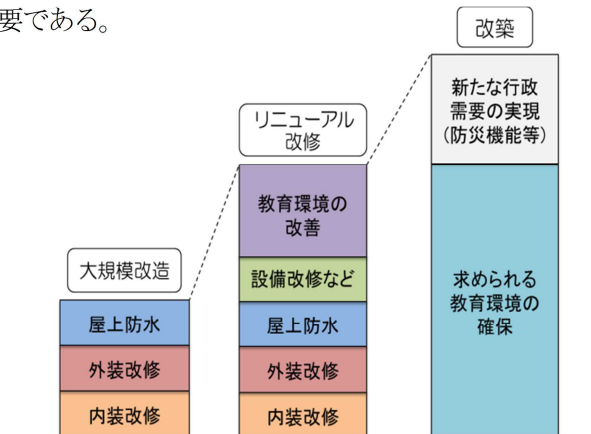 要である。
改築
新たな行政
需要の実現
（防災機能等）
リニューアル
改修
教育環境の
改善
大規模改造
設備改修など
求められる
教育環境の
確保
屋上防水
屋上防水
外装改修
外装改修
内装改修
内装改修